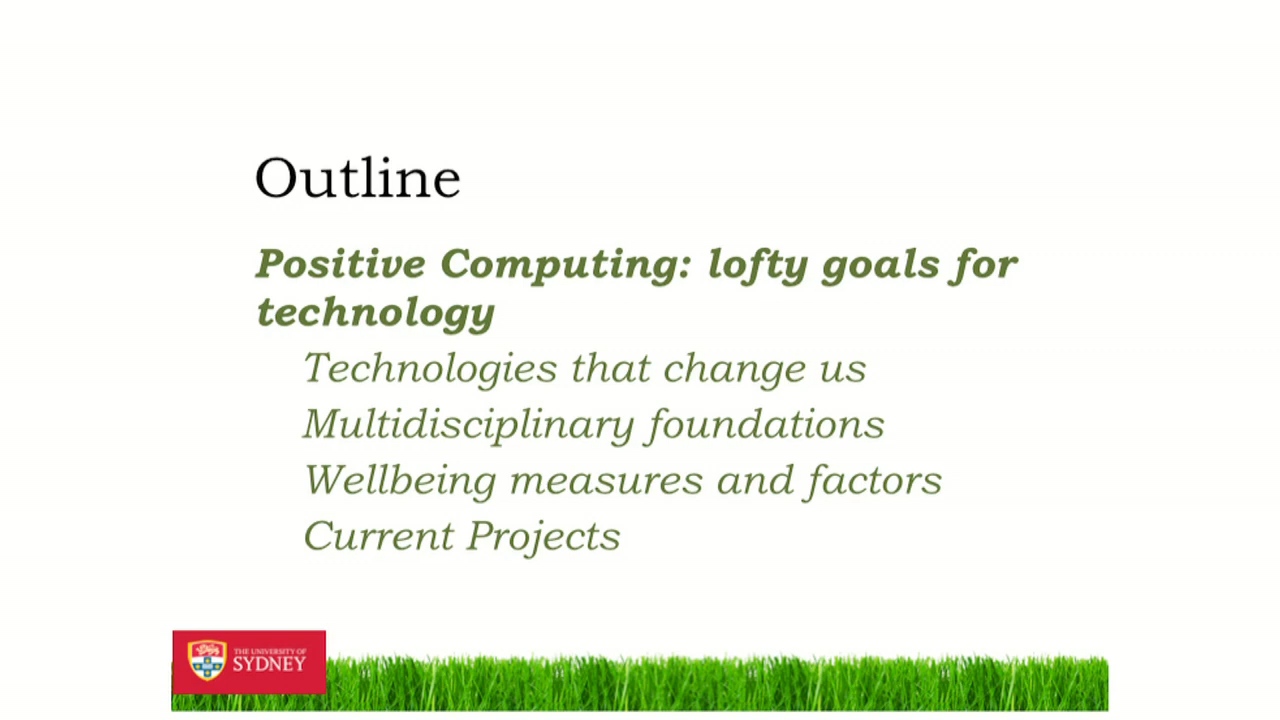 Outline
Positive Computing: lofty goals for
technology
Technologies that change us
Multidisciplinary foundations
Wellbeing measures and factors
Current Projects
THE UNIVERSITY OF
SYDNEY